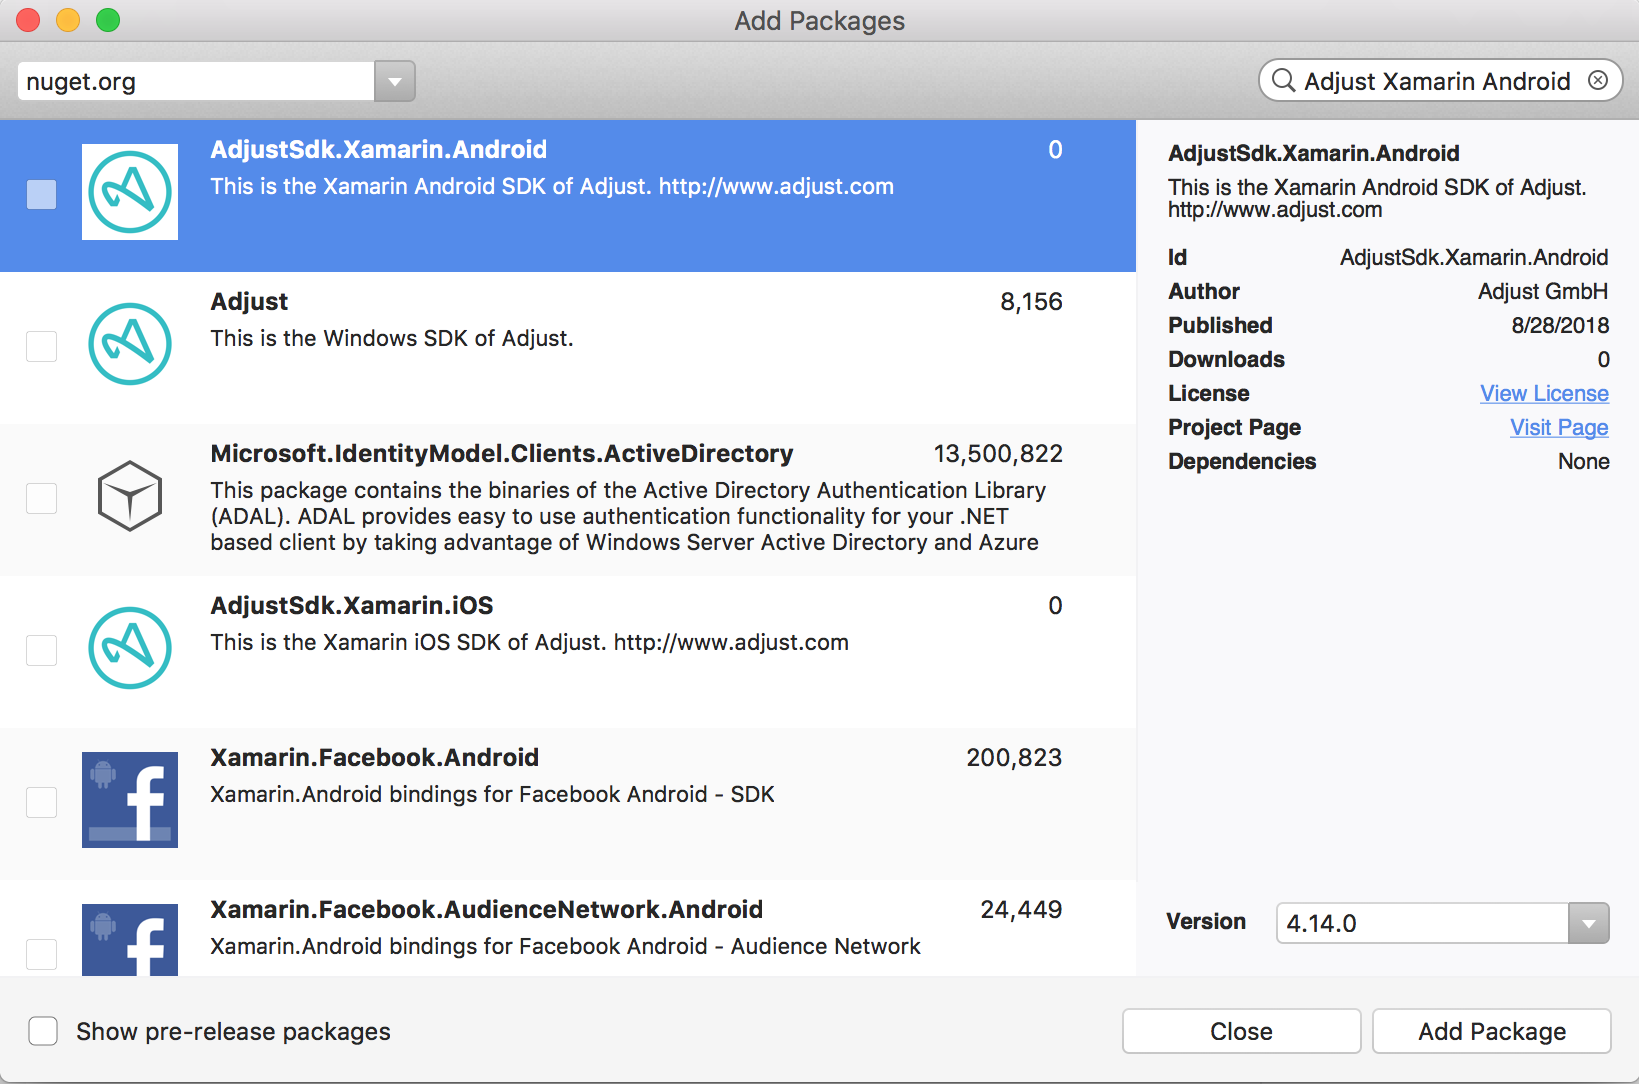 Add Packages
nuget.org
Adjust Xamarin Android
AdjustSdk.Xamarin.Android 0
This is the Xamarin Android SDK of Adjust. http://www.adjust.com
Adjust 8,156
This is the Windows SDK of Adjust.
Microsoft.IdentityModel.Clients.ActiveDirectory 13,500,822
This package contains the binaries of the Active Directory Authentication Library
(ADAL). ADAL provides easy to use authentication functionality for your .NET
based client by taking advantage of Windows Server Active Directory and Azure
AdjustSdk.Xamarin.iOS 0
This is the Xamarin iOS SDK of Adjust. http://www.adjust.com
Xamarin.Facebook.Android 200,823
Xamarin.Android bindings for Facebook Android - SDK
Xamarin.Facebook.AudienceNetwork.Android 24,449
Xamarin.Android bindings for Facebook Android - Audience Network
AdjustSdk.Xamarin.Android
This is the Xamarin Android SDK of Adjust.
http://www.adjust.com
Id AdjustSdk.Xamarin.Android
Author Adjust GmbH
Published 8/28/2018
Downloads 0
License View License
Project Page Visit Page
Dependencies None
Version 4.14.0
Show pre-release packages
Close
Add Package